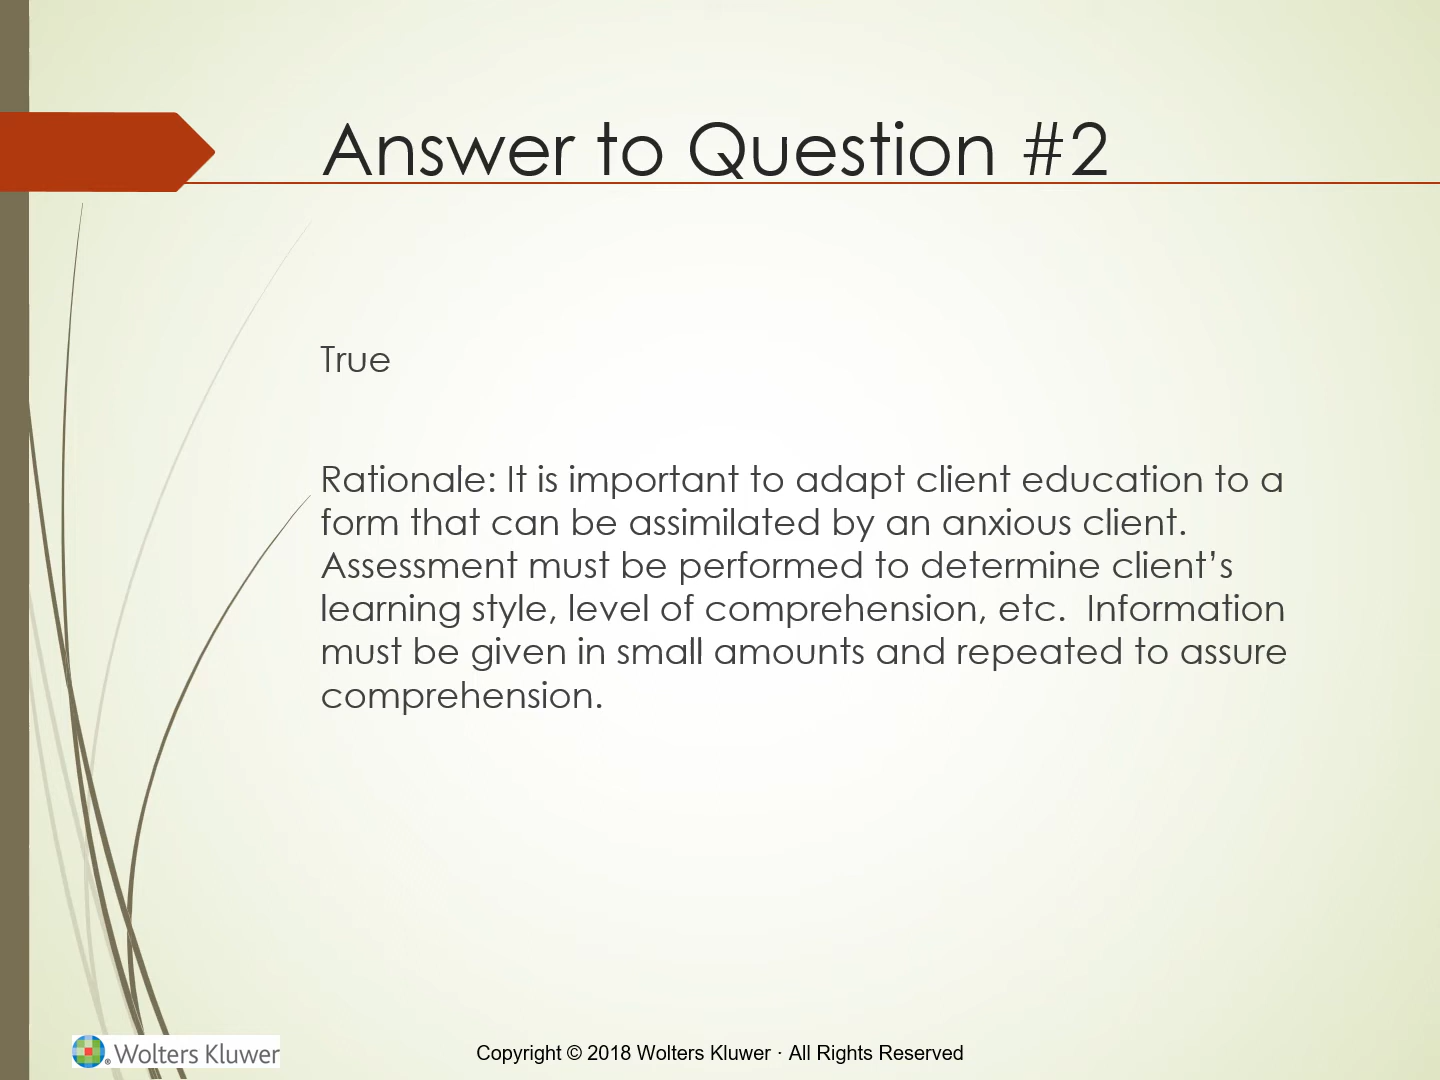 Answer to Question #2
True
Rationale: It is important to adapt client education to a
form that can be assimilated by an anxious client.
Assessment must be performed to determine client’s
learning style, level of comprehension, etc.  Information
must be given in small amounts and repeated to assure
comprehension.
® Wolters Kluwer
Copyright © 2018 Wolters Kluwer · All Rights Reserved